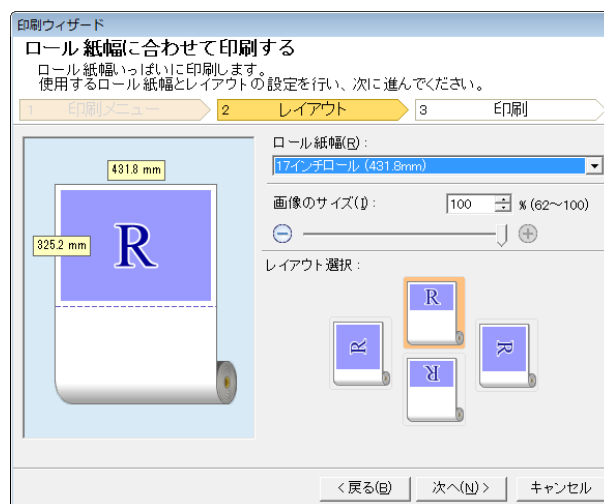 印刷ウィザード
ロール紙幅に合わせて印刷する
ロール紙幅いっぱいに印刷します。
使用するロール紙幅とレイアウトの設定を行い、次に進んでください。
1 印刷メニュー 2 レイアウト 3 印刷
ロール紙幅(R):
17インチロール (431.8mm)
431.8 mm
画像のサイズ(I): 100 % (62～100)
325.2 mm
R
レイアウト選択:
R
R
R
R
< 戻る(B) 次へ(N) > キャンセル